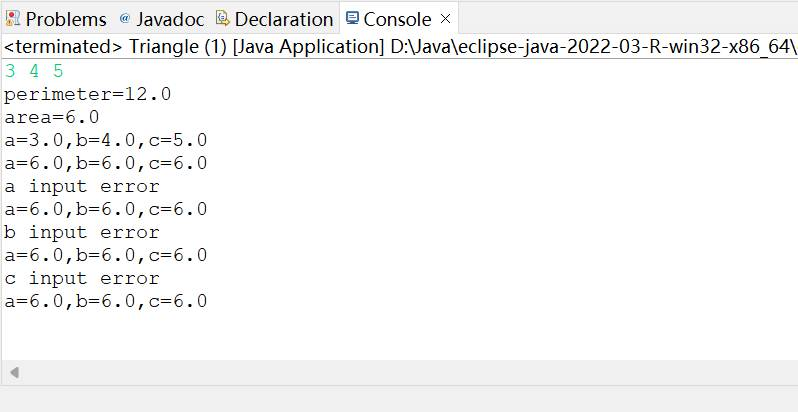 Problems @ Javadoc Declaration Console ×
<terminated> Triangle (1) [Java Application] D:\Java\eclipse-java-2022-03-R-win32-x86_64\
3 4 5
perimeter=12.0
area=6.0
a=3.0,b=4.0,c=5.0
a=6.0,b=6.0,c=6.0
a input error
a=6.0,b=6.0,c=6.0
b input error
a=6.0,b=6.0,c=6.0
c input error
a=6.0,b=6.0,c=6.0